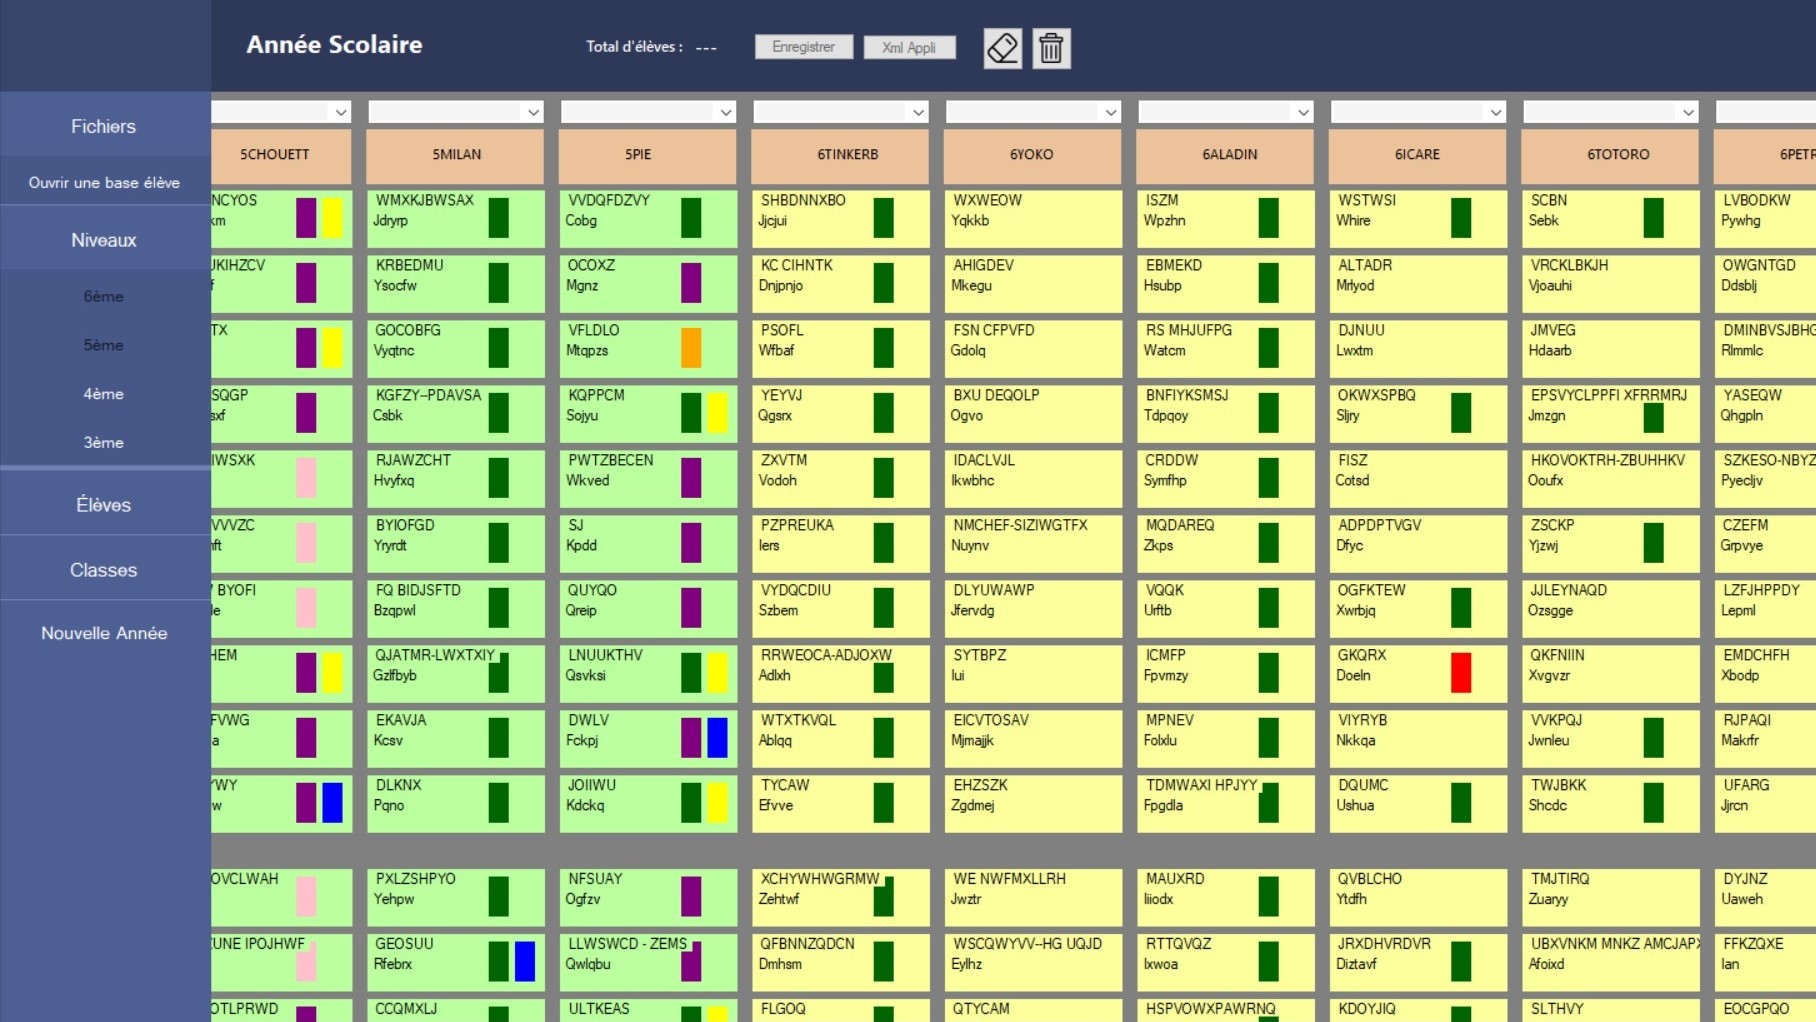 Année Scolaire
Total d'élèves : ---
Enregistrer
Xml Appli
Fichiers
Ouvrir une base élève
Niveaux
6ème
5ème
4ème
3ème
Élèves
Classes
Nouvelle Année
5CHOUETT 5MILAN 5PIE 6TINKERB 6YOKO 6ALADIN 6ICARE 6TOTORO 6PETR
NCYOS WMXKJBWSAX VVDQFDZVY SHBDNNXBO WXWEOW ISZM WSTWSI SCBN LVBODKW
km Jdryrp Cobg Jjcjui Yqkkb Wpzhn Whire Sebk Pywhg
JKIHZCV KRBEDMU OCOXZ KC CIHNTK AHIGDEV EBMEKD ALTADR VRCKLBKJH OWGNTGD
f Ysocfw Mgnz Dnjpnjo Mkegu Hsubp Mrlyod Vjoauhi Ddsblj
TX GOCOBFG VFLDLO PSOFL FSN CFPVFD RS MHJUFPG DJNUU JMVEG DMINBVSJBHG
Vyqtnc Mtqpzs Wfbaf Gdolq Watcm Lwxtm Hdaarb Rlmmlc
SQGP KGFZY--PDAVSA KQPPCM YEYVJ BXU DEQOLP BNFIYKSMSJ OKWXSPBQ EPSVYCLPPFI XFRRMRJ YASEQW
sxf Csbk Sojyu Qgsrx Ogvo Tdpqoy Sljry Jmzgn Qhgpln
IWSXK RJAWZCHT PWTZBECEN ZXVTM IDACLVJL CRDDW FISZ HKOVOKTRH-ZBUHHKV SZKESO-NBYZ
Hvyfxq Wkved Vodoh Ikwbhc Symfhp Cotsd Ooufx Pyecljv
VVVZC BYIOFGD SJ PZPREUKA NMCHEF-SIZIWGTFX MQDAREQ ADPDPTVGV ZSCKP CZEFM
nft Yryrdt Kpdd Iers Nuynv Zkps Dfyc Yjzwj Grpvye
BYOFI FQ BIDJSFTD QUYQO VYDQCDIU DLYUWAWP VQQK OGFKTEW JJLEYNAQD LZFJHPPDY
le Bzqpwl Qreip Szbem Jfervdg Urftb Xwrbjq Ozsgge Lepml
HEM QJATMR-LWXTXIY LNUUKTHV RRWEOCA-ADJOXW SYTBPZ ICMFP GKQRX QKFNIIN EMDCHFH
Gzlfbyb Qsvksi Adlxh Iui Fpvmzy Doeln Xvgvzr Xbodp
FVWG EKAVJA DWLV WTXTKVQL EICVTOSAV MPNEV VIYRYB VVKPQJ RJPAQI
a Kcsv Fckpj Ablqq Mjmajjk Folxlu Nkkqa Jwnleu Makrfr
YWY DLKNX JOIIWU TYCAW EHZSZK TDMWAXI HPJYY DQUMC TWJBKK UFARG
w Pqno Kdckq Efvve Zgdmej Fpgdla Ushua Shcdc Jjrcn
OVCLWAH PXLZSHPYO NFSUAY XCHYWHWGRMW WE NWFMXLLRH MAUXRD QVBLCHO TMJTIRQ DYJNZ
Yehpw Ogfzv Zehtwf Jwztr Iiiodx Ytdfh Zuaryy Uaweh
UNE IPOJHWF GEOSUU LLWSWCD - ZEMS QFBNNZQDCN WSCQWYVV--HG UQJD RTTQVQZ JRXDHVRDVR UBXVNKM MNKZ AMCJAPX FFKZQXE
Rfebrx Qwlqbu Dmhsm Eylhz Ixwoa Diztavf Afoixd Ian
OTLPRWD CCQMXLJ ULTKEAS FLGOQ QTYCAM HSPVOWXPAWRNQ KDOYJIQ SLTHVY EOCGPQO